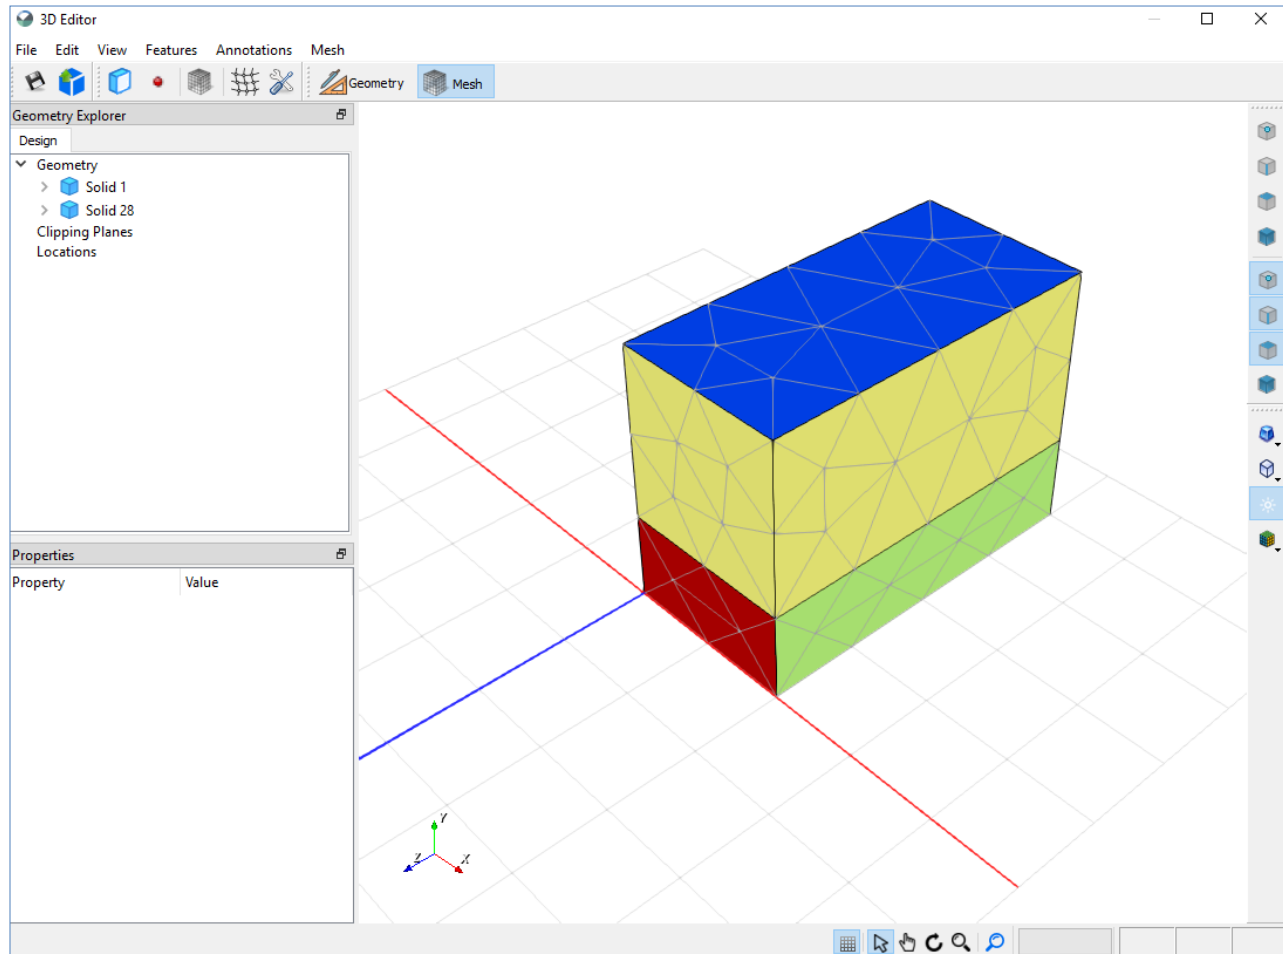 3D Editor
File Edit View Features Annotations Mesh
Geometry Mesh
Geometry Explorer
Design
Geometry
Solid 1
Solid 28
Clipping Planes
Locations
Properties
Property Value
Y
Z X